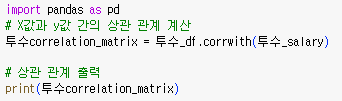 import pandas as pd
# X값과 y값 간의 상관 관계 계산
투수correlation_matrix = 투수_df.corrwith(투수_salary)
# 상관 관계 출력
print(투수correlation_matrix)